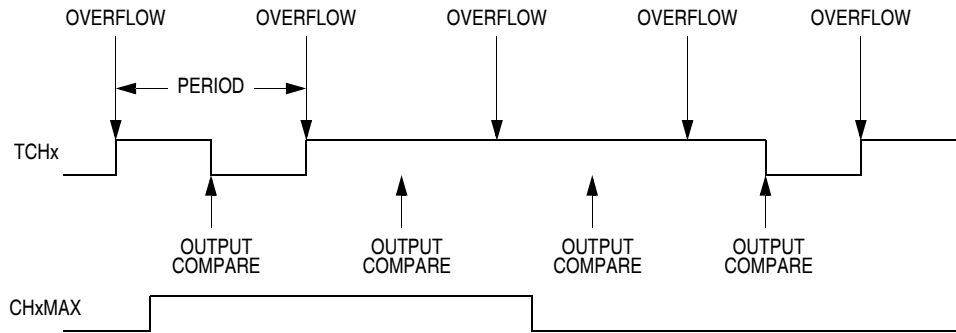 OVERFLOW OVERFLOW OVERFLOW OVERFLOW OVERFLOW
PERIOD
TCHx
OUTPUT COMPARE
OUTPUT COMPARE
OUTPUT COMPARE
OUTPUT COMPARE
CHxMAX